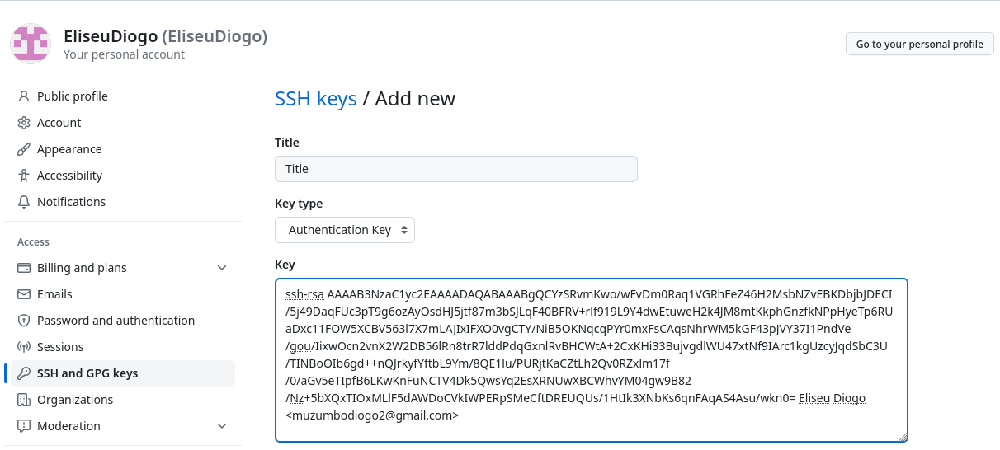 EliseuDiogo (EliseuDiogo)
Your personal account
Go to your personal profile
Public profile
Account
Appearance
Accessibility
Notifications
Access
Billing and plans
Emails
Password and authentication
Sessions
SSH and GPG keys
Organizations
Moderation
SSH keys / Add new
Title
Title
Key type
Authentication Key
Key
ssh-rsa AAAAB3NzaC1yc2EAAAADAQABAAABgQCYzSRvmKwo/wFvDm0Raq1VGRhFeZ46H2MsbNZvEBKDbjbJDECI
/5j49DaqFUc3pT9g6ozAyOsdHJ5jtf87m3bSJLqF40BFRV+rlf919L9Y4dwEtuweH2k4JM8mtKkphGnzfkNPpHyeTp6RU
aDxc11FOW5XCBV563l7X7mLAJIxIFXO0vgCTY/NiB5OKNqcqPYr0mxFsCAqsNhrWM5kGF43pJVY37I1PndVe
/gou/IixwOcn2vnX2W2DB56lRn8trR7lddPdqGxnlRvBHCWtA+2CxKHi33BujvgdlWU47xtNf9IArc1kgUzcyJqdSbC3U
/TINBoOIb6gd++nQJrkyfYftbL9Ym/8QE1lu/PURjtKaCZtLh2Qv0RZxlm17f
/0/aGv5eTIpfB6LKwKnFuNCTV4Dk5QwsYq2EsXRNUwXBCWhvYM04gw9B82
/Nz+5bXQxTIOxMLlF5dAWDoCVkIWPERpSMeCftDREUQUs/1HtIk3XNbKs6qnFAqAS4Asu/wkn0= Eliseu Diogo
<muzumbodiogo2@gmail.com>